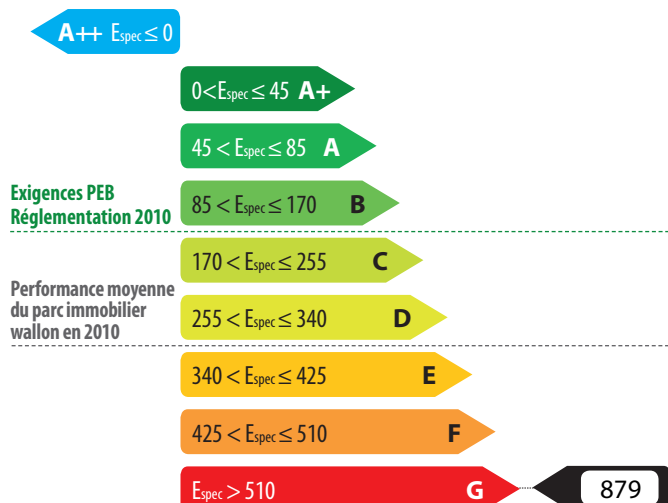 A++ Espec ≤ 0
0<Espec ≤ 45 A+
45 < Espec ≤ 85 A
Exigences PEB
Réglementation 2010
85 < Espec ≤ 170 B
170 < Espec ≤ 255 C
Performance moyenne
du parc immobilier
wallon en 2010
255 < Espec ≤ 340 D
340 < Espec ≤ 425 E
425 < Espec ≤ 510 F
Espec > 510 G 879